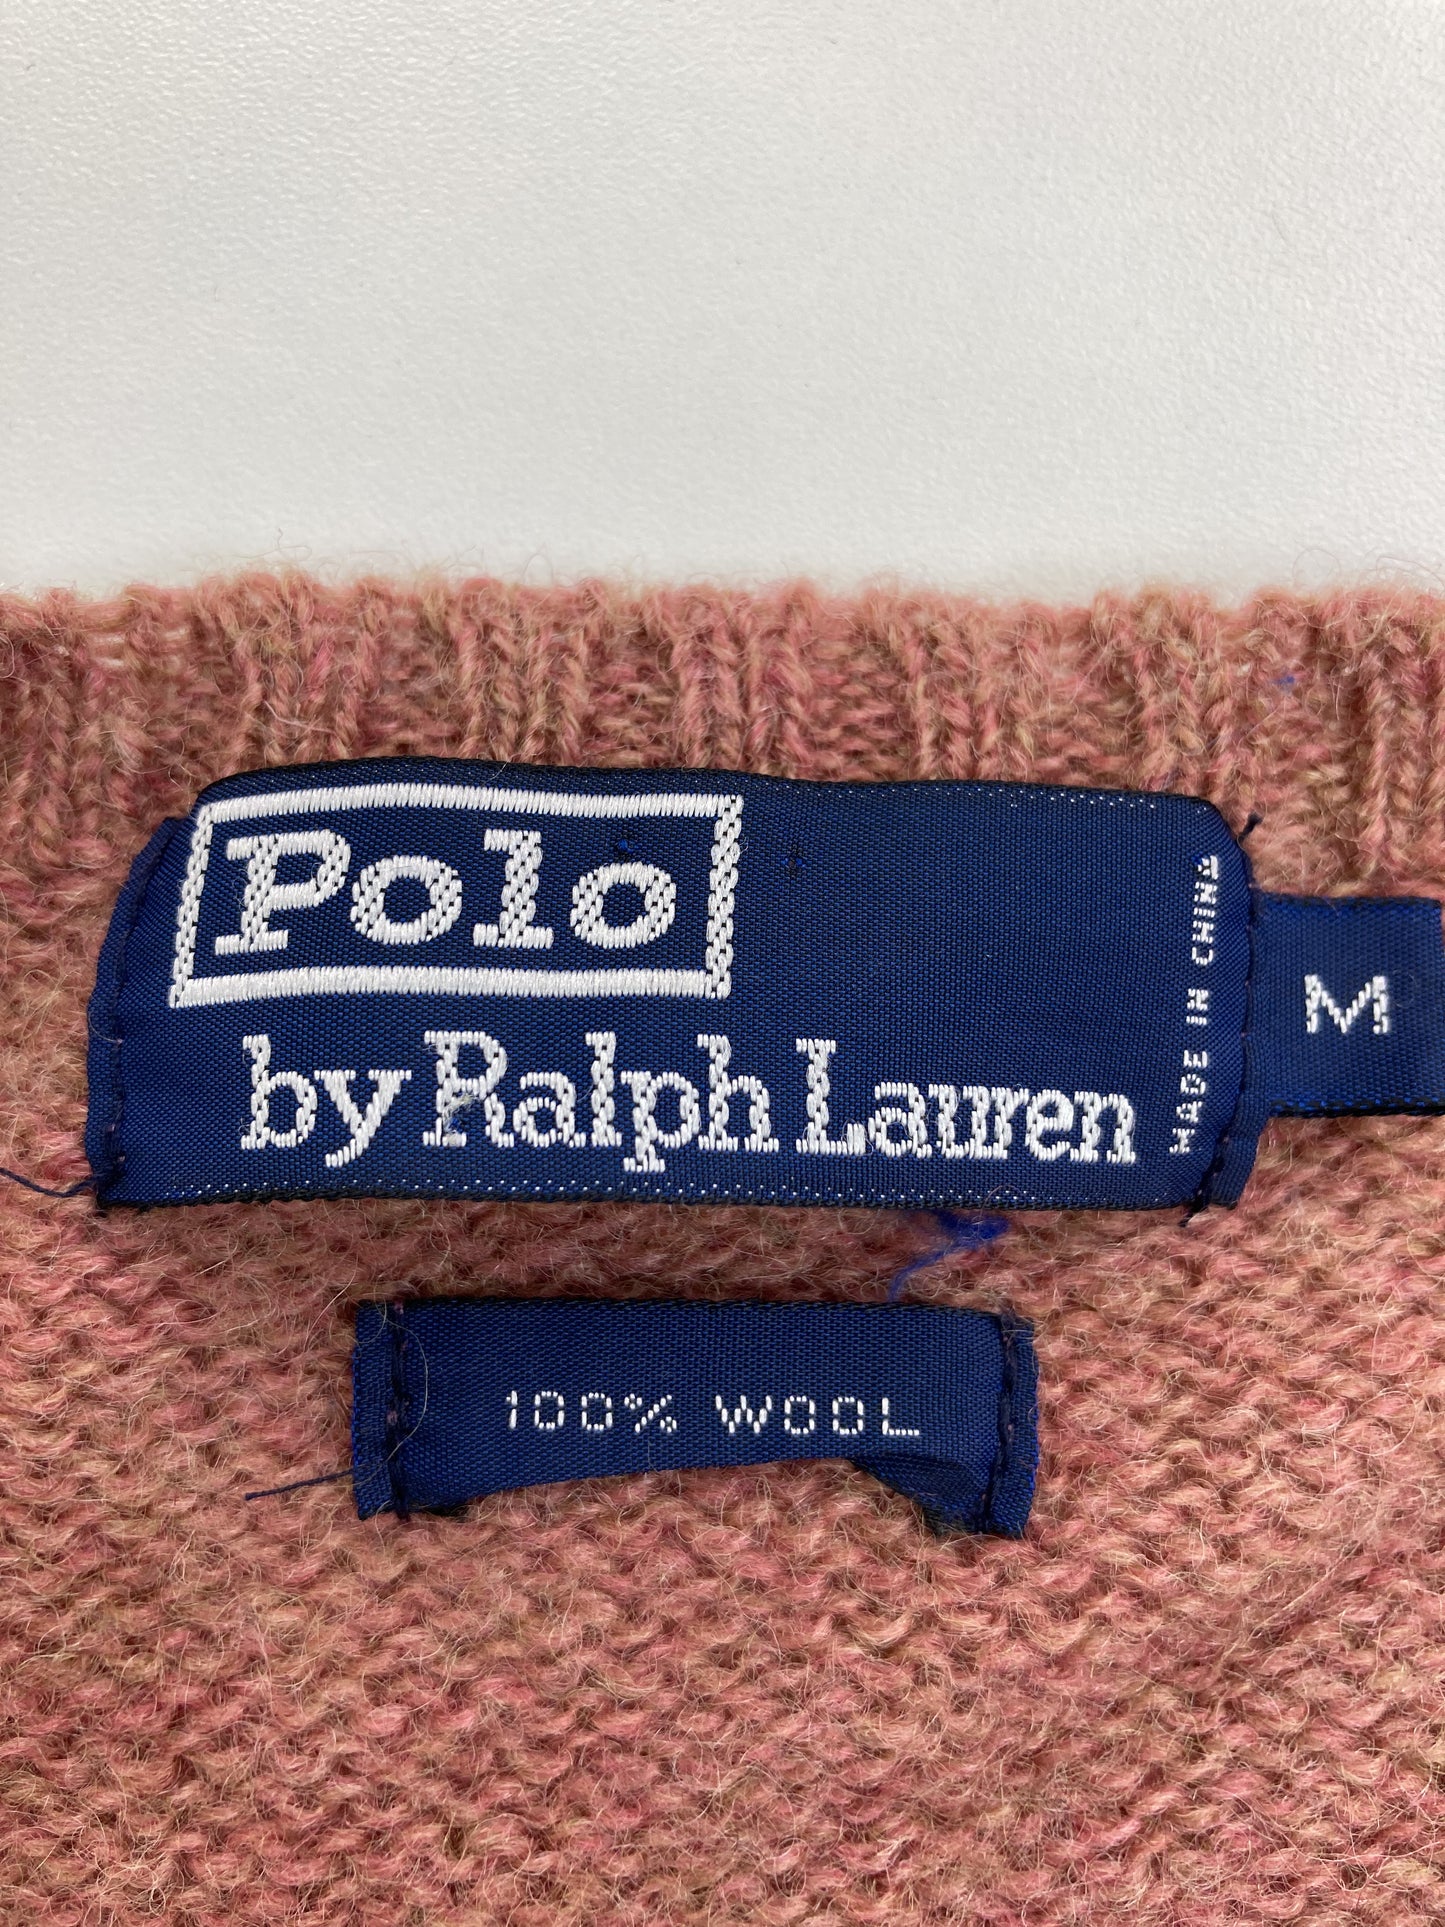 Polo
by Ralph Lauren
MADE IN CHINA
M
100% WOOL